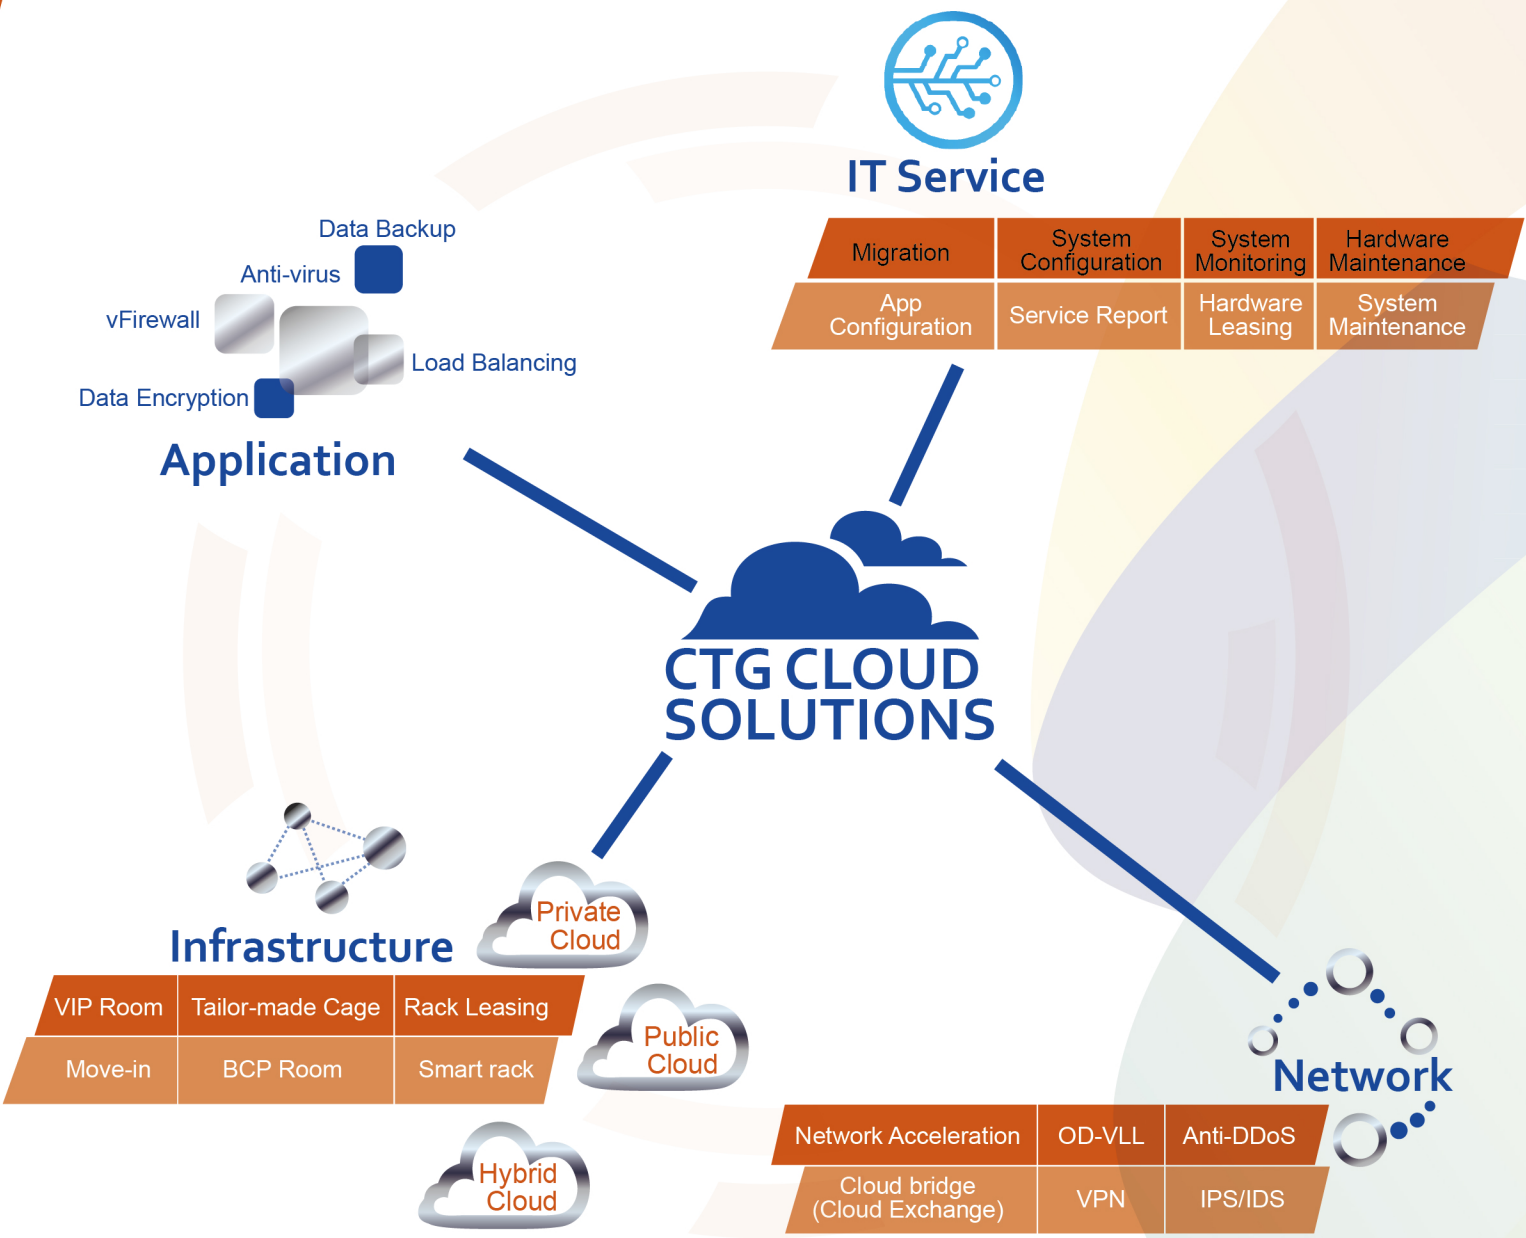 IT Service
Migration
System
Configuration
System
Monitoring
Hardware
Maintenance
App
Configuration
Service Report
Hardware
Leasing
System
Maintenance
Data Backup
Anti-virus
vFirewall
Load Balancing
Data Encryption
Application
CTG CLOUD
SOLUTIONS
Infrastructure
VIP Room
Tailor-made Cage
Rack Leasing
Move-in
BCP Room
Smart rack
Private
Cloud
Public
Cloud
Hybrid
Cloud
Network
Network Acceleration
OD-VLL
Anti-DDoS
Cloud bridge
(Cloud Exchange)
VPN
IPS/IDS